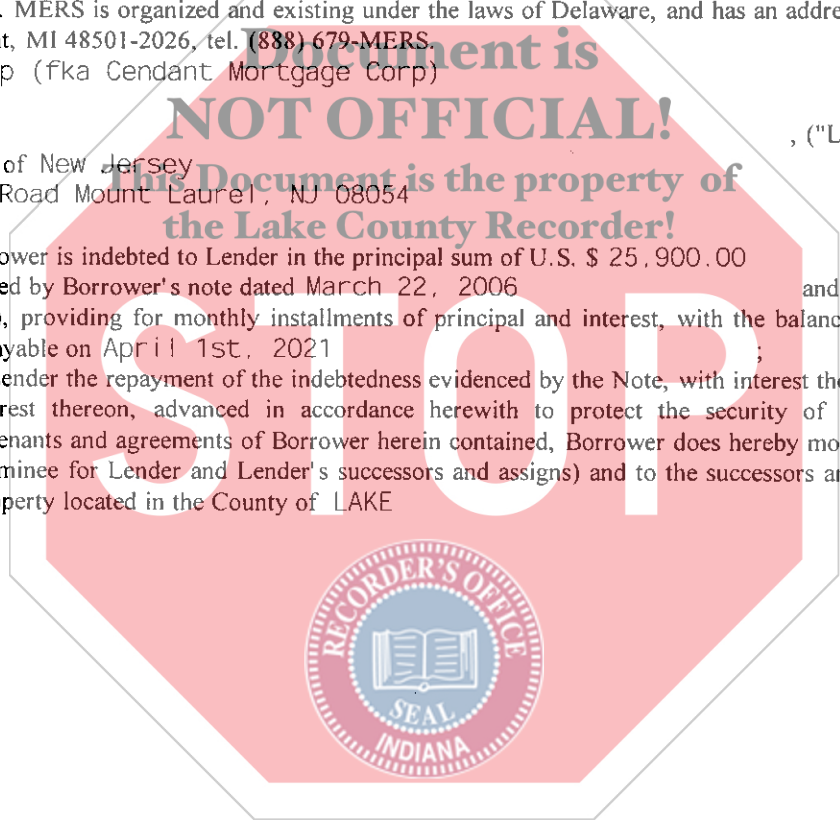 . MERS is organized and existing under the laws of Delaware, and has an addre
t, MI 48501-2026, tel. (888) 679-MERS.
Document is
p (fka Cendant Mortgage Corp)
NOT OFFICIAL!
, ("L
of New Jersey
This Document is the property of
Road Mount Laurel, NJ 08054
the Lake County Recorder!
ower is indebted to Lender in the principal sum of U.S. $ 25,900.00
ed by Borrower's note dated March 22, 2006 and
, providing for monthly installments of principal and interest, with the balanc
yable on April 1st, 2021 ;
ender the repayment of the indebtedness evidenced by the Note, with interest the
rest thereon, advanced in accordance herewith to protect the security of
enants and agreements of Borrower herein contained, Borrower does hereby mo
minee for Lender and Lender's successors and assigns) and to the successors a
perty located in the County of LAKE
STOP
RECORDER'S OFFICE
SEAL
INDIANA